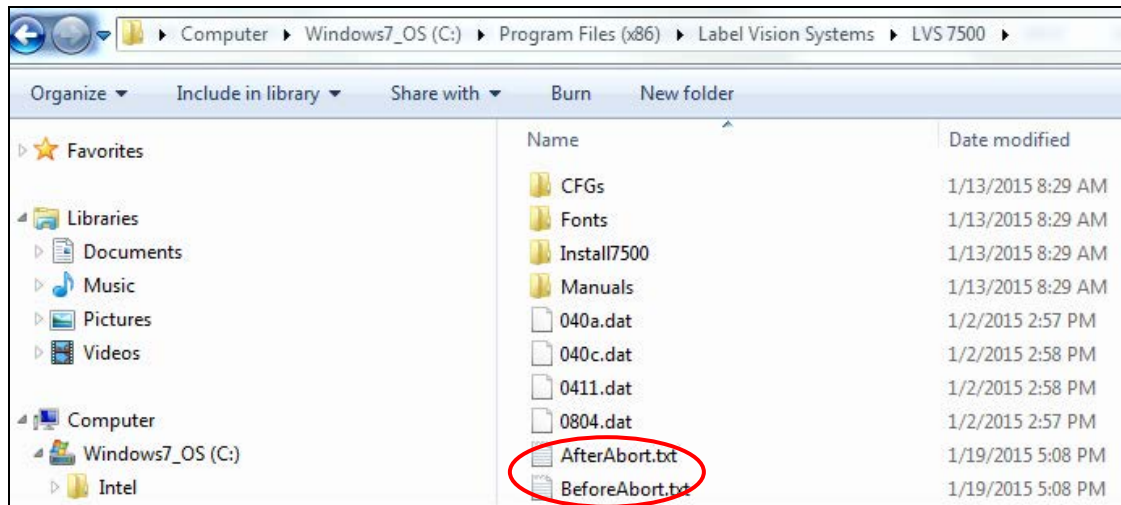 Computer Windows7_OS (C:) Program Files (x86) Label Vision Systems LVS 7500
Organize Include in library Share with Burn New folder
Name Date modified
Favorites
CFGs 1/13/2015 8:29 AM
Libraries Fonts 1/13/2015 8:29 AM
Documents Install7500 1/13/2015 8:29 AM
Music Manuals 1/13/2015 8:29 AM
Pictures 040a.dat 1/2/2015 2:57 PM
Videos 040c.dat 1/2/2015 2:58 PM
0411.dat 1/2/2015 2:58 PM
Computer 0804.dat 1/2/2015 2:57 PM
Windows7_OS (C:) AfterAbort.txt 1/19/2015 5:08 PM
Intel BeforeAbort.txt 1/19/2015 5:08 PM